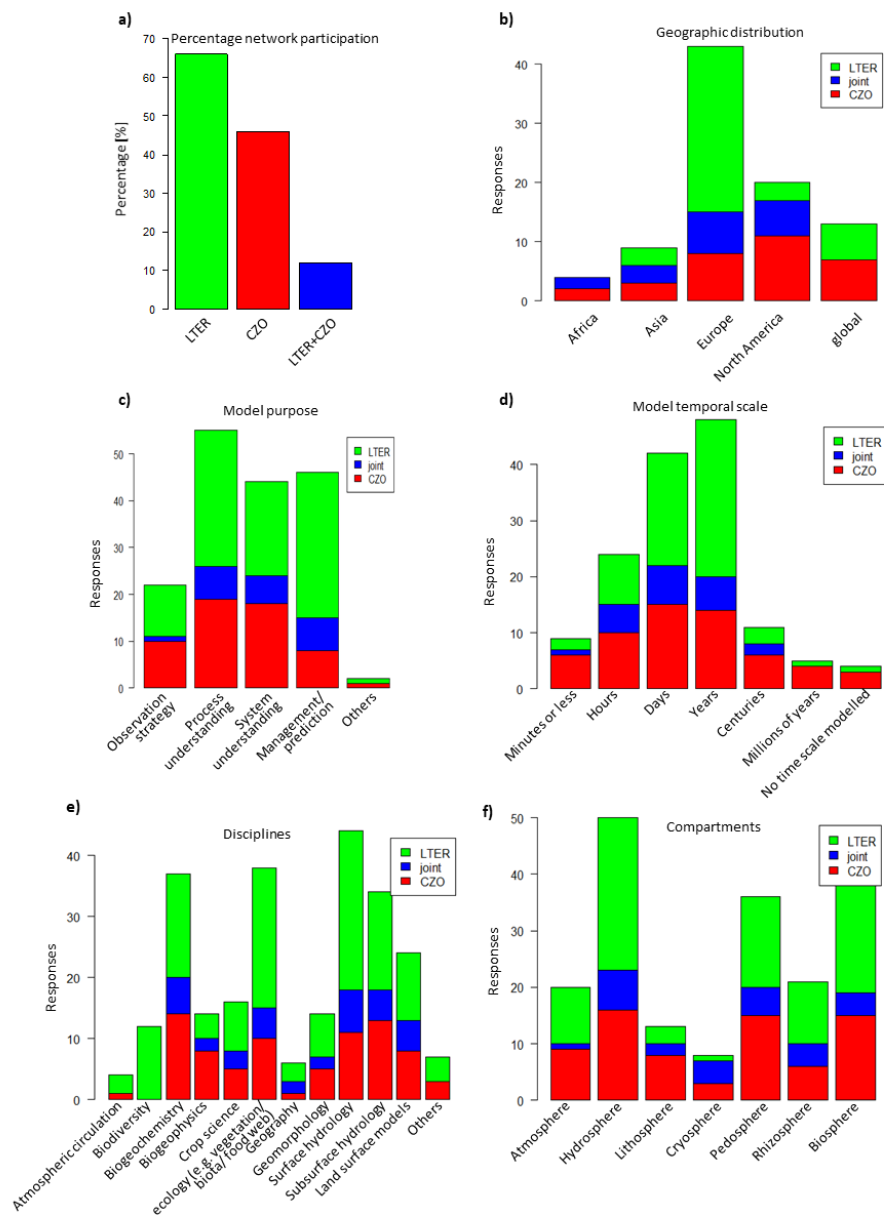 a)
Percentage network participation
Percentage [%]
70
60
50
40
30
20
10
0
LTER
CZO
LTER+CZO
b)
Geographic distribution
LTER
joint
CZO
Responses
40
30
20
10
0
Africa
Asia
Europe
North America
global
c)
Model purpose
LTER
joint
CZO
Responses
50
40
30
20
10
0
Observation
strategy
Process
understanding
System
understanding
Management/
prediction
Others
d)
Model temporal scale
LTER
joint
CZO
Responses
40
30
20
10
0
Minutes or less
Hours
Days
Years
Centuries
Millions of years
No time scale modelled
e)
Disciplines
LTER
joint
CZO
Responses
40
30
20
10
0
Atmospheric circulation
Biodiversity
Biogeochemistry
Biogeophysics
Crop science
ecology (e.g. vegetation/
biota/ food web)
Geography
Geomorphology
Surface hydrology
Subsurface hydrology
Land surface models
Others
f)
Compartments
LTER
joint
CZO
Responses
50
40
30
20
10
0
Atmosphere
Hydrosphere
Lithosphere
Cryosphere
Pedosphere
Rhizosphere
Biosphere